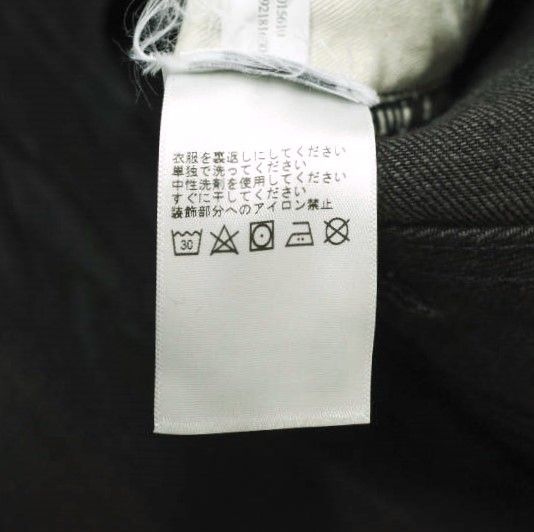 衣服を裏返しにしてください
単独で洗ってください
中性洗剤を使用してください
すぐに干してください
装飾部分へのアイロン禁止
30